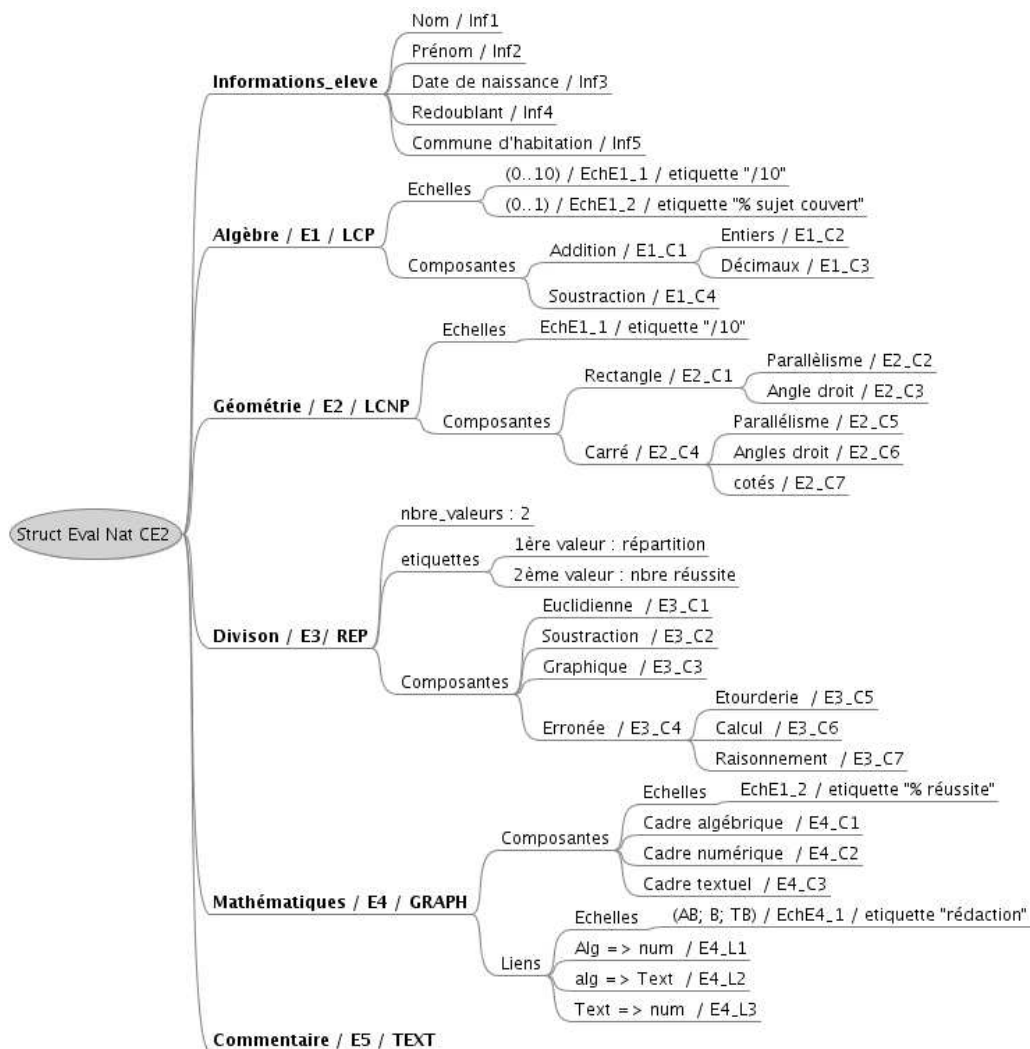 Nom / Inf1
Prénom / Inf2
Informations_eleve
Date de naissance / Inf3
Redoublant / Inf4
Commune d'habitation / Inf5
Algèbre / E1 / LCP
Echelles
(0..10) / EchE1_1 / etiquette "/10"
(0..1) / EchE1_2 / etiquette "% sujet couvert"
Composantes
Addition / E1_C1
Entiers / E1_C2
Décimaux / E1_C3
Soustraction / E1_C4
Géométrie / E2 / LCNP
Echelles
EchE1_1 / etiquette "/10"
Composantes
Rectangle / E2_C1
Parallèlisme / E2_C2
Angle droit / E2_C3
Carré / E2_C4
Parallélisme / E2_C5
Angles droit / E2_C6
cotés / E2_C7
Struct Eval Nat CE2
Divison / E3/ REP
nbre_valeurs : 2
etiquettes
1ère valeur : répartition
2ème valeur : nbre réussite
Composantes
Euclidienne / E3_C1
Soustraction / E3_C2
Graphique / E3_C3
Erronée / E3_C4
Etourderie / E3_C5
Calcul / E3_C6
Raisonnement / E3_C7
Mathématiques / E4 / GRAPH
Composantes
Echelles
EchE1_2 / etiquette "% réussite"
Cadre algébrique / E4_C1
Cadre numérique / E4_C2
Cadre textuel / E4_C3
Liens
Echelles
(AB; B; TB) / EchE4_1 / etiquette "rédaction"
Alg => num / E4_L1
alg => Text / E4_L2
Text => num / E4_L3
Commentaire / E5 / TEXT